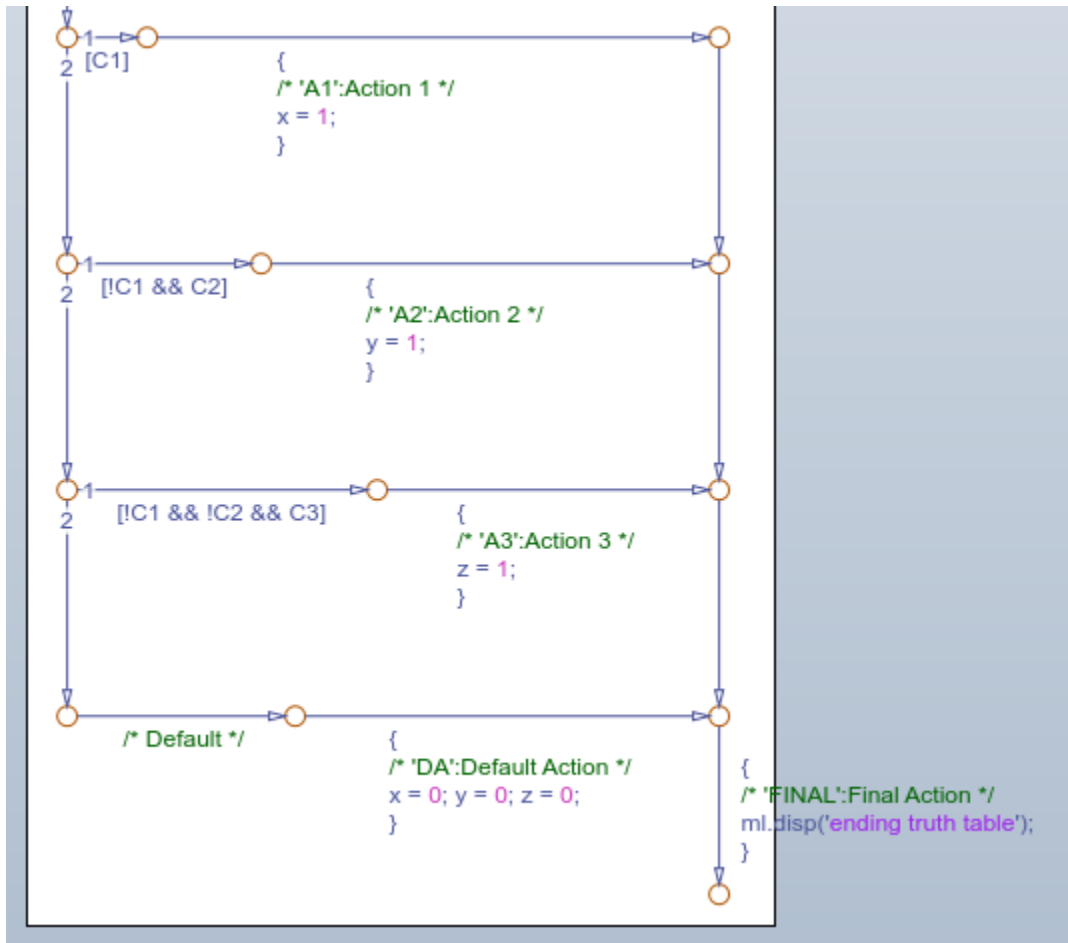 1
[C1]
2
{
/* 'A1':Action 1 */
x = 1;
}
1
[!C1 && C2]
2
{
/* 'A2':Action 2 */
y = 1;
}
1
[!C1 && !C2 && C3]
2
{
/* 'A3':Action 3 */
z = 1;
}
/* Default */
{
/* 'DA':Default Action */
x = 0; y = 0; z = 0;
}
{
/* 'FINAL':Final Action */
ml.disp('ending truth table');
}